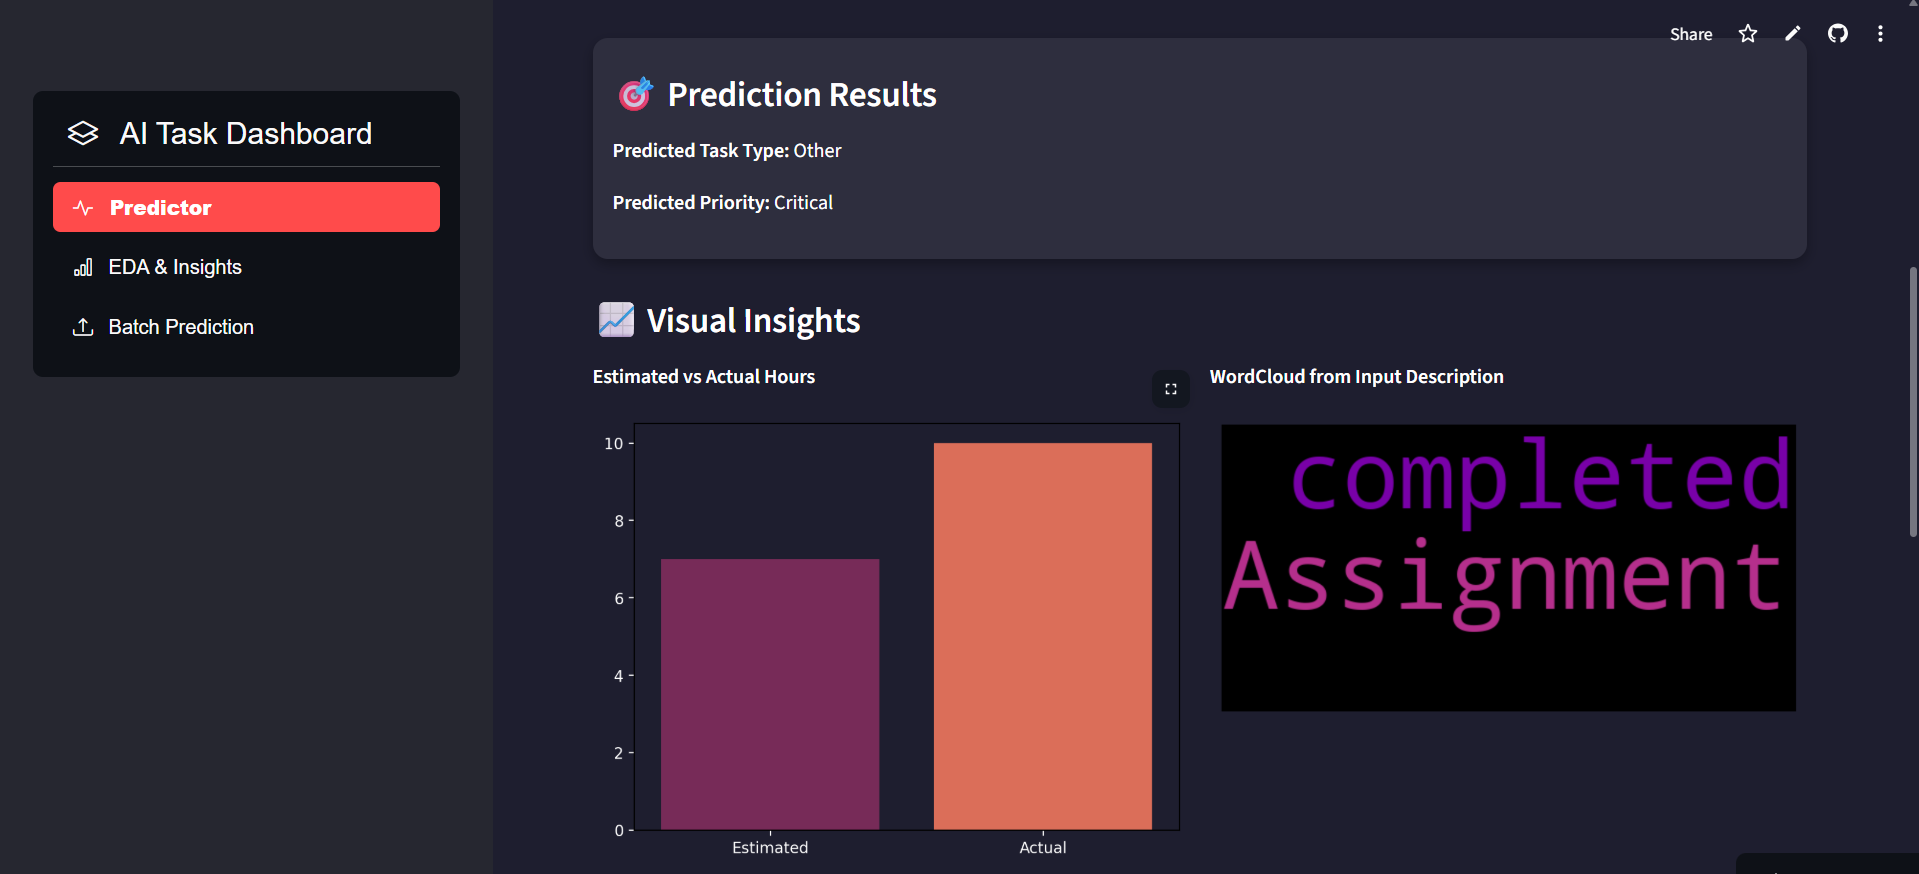 Share
AI Task Dashboard
Predictor
EDA & Insights
Batch Prediction
Prediction Results
Predicted Task Type: Other
Predicted Priority: Critical
Visual Insights
Estimated vs Actual Hours
10
8
6
4
2
0
Estimated
Actual
WordCloud from Input Description
completed
Assignment